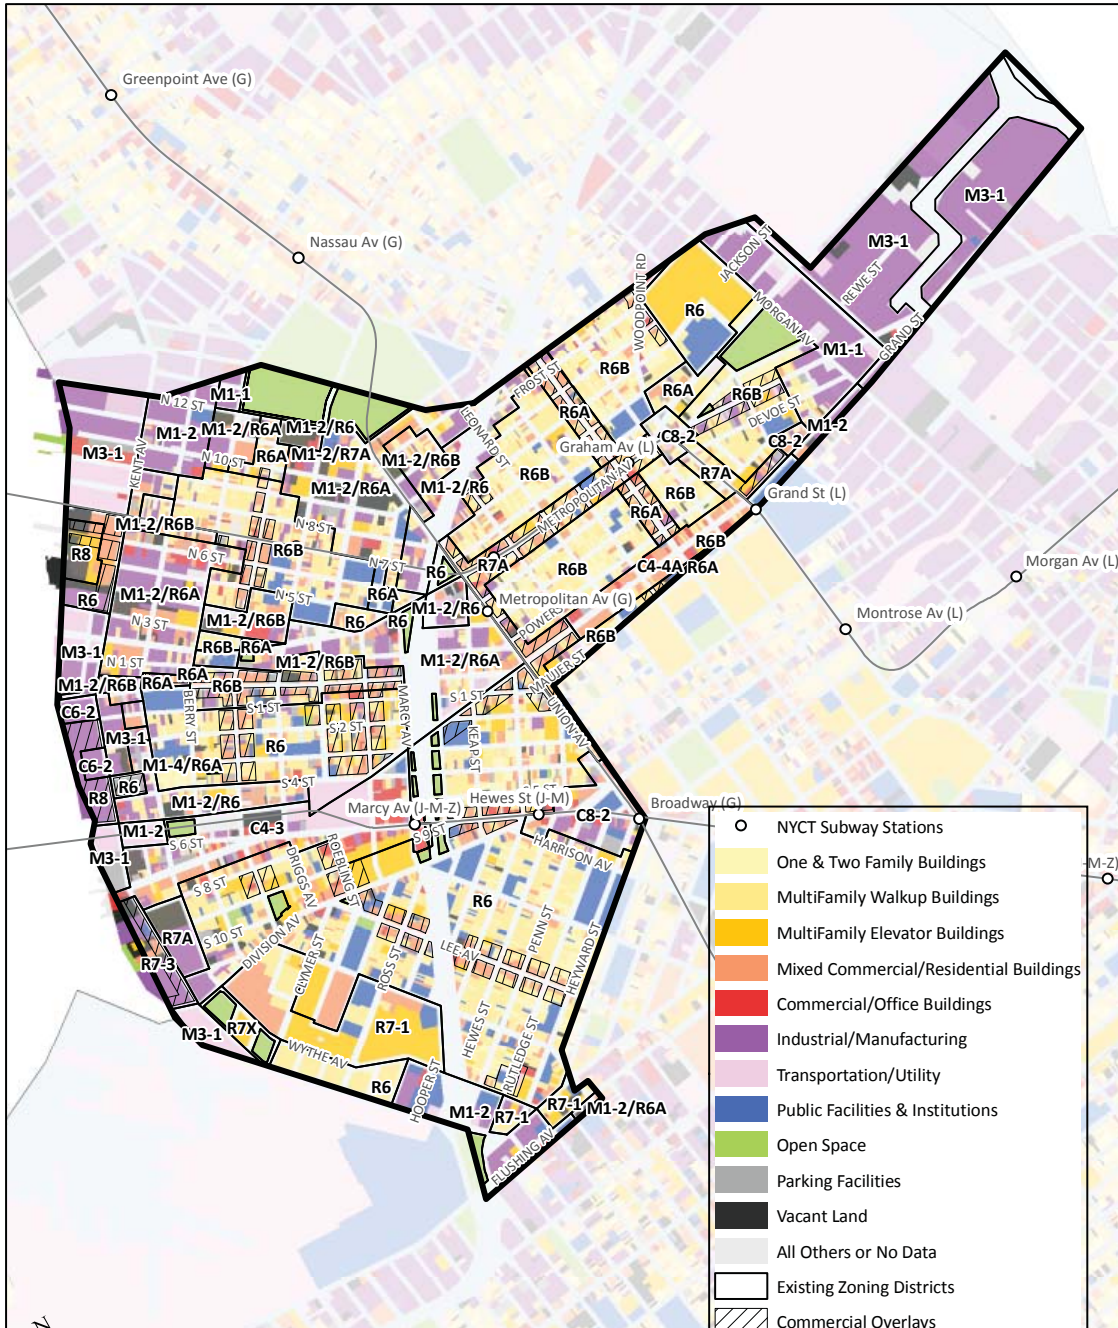 Greenpoint Ave (G)
Nassau Av (G)
M3-1
M3-1
REWE ST
GRAND ST
JACKSON ST
MORGAN AV
WOODPOINT RD
R6
M1-1
R6B
R6A
R6B
DEVOE ST
M1-2
C8-2
C8-2
FROST ST
R6A
Graham Av (L)
LEONARD ST
METROPOLITAN AV
R7A
Grand St (L)
R6B
R6B
R6A
R6B
M1-1
N 12 ST
M1-2
M1-2/R6A
M1-2/R6
R6A
M1-2/R7A
M3-1
KENT AV
N 10 ST
M1-2/R6B
M1-2/R6
M1-2/R6A
M1-2/R6B
N 8 ST
R8
N 6 ST
R6B
N 7 ST
R6
R7A
R6B
C4-4A
R6A
Morgan Av (L)
R6
M1-2/R6A
N 5 ST
R6A
M1-2/R6
Metropolitan Av (G)
Montrose Av (L)
N 3 ST
M1-2/R6B
R6
R6
POWERS
R6B
M3-1
N 1 ST
R6B
R6A
M1-2/R6B
M1-2/R6A
MAUJER ST
M1-2/R6B
R6A
R6A
R6B
S 1 ST
S 1 ST
UNION AV
C6-2
BERRY ST
S 2 ST
MARCY AV
KEAP ST
M3-1
R6
C6-2
M1-4/R6A
R8
R6
S 4 ST
M1-2/R6
Marcy Av (J-M-Z)
Hewes St (J-M)
Broadway (G)
M1-2
S 6 ST
C4-3
S 9 ST
C8-2
HARRISON AV
M3-1
DRIGGS AV
ROEBLING ST
S 8 ST
R6
R7A
S 10 ST
DIVISION AV
CLYMER ST
ROSS ST
LEE AV
PENN ST
HEYWARD ST
R7-3
M3-1
R7X
WYTHE AV
R7-1
HEWES ST
RUTLEDGE ST
R6
HOOPER ST
M1-2
R7-1
R7-1
M1-2/R6A
FLUSHING AV
-M-Z)
NYCT Subway Stations
One & Two Family Buildings
MultiFamily Walkup Buildings
MultiFamily Elevator Buildings
Mixed Commercial/Residential Buildings
Commercial/Office Buildings
Industrial/Manufacturing
Transportation/Utility
Public Facilities & Institutions
Open Space
Parking Facilities
Vacant Land
All Others or No Data
Existing Zoning Districts
Commercial Overlays
N